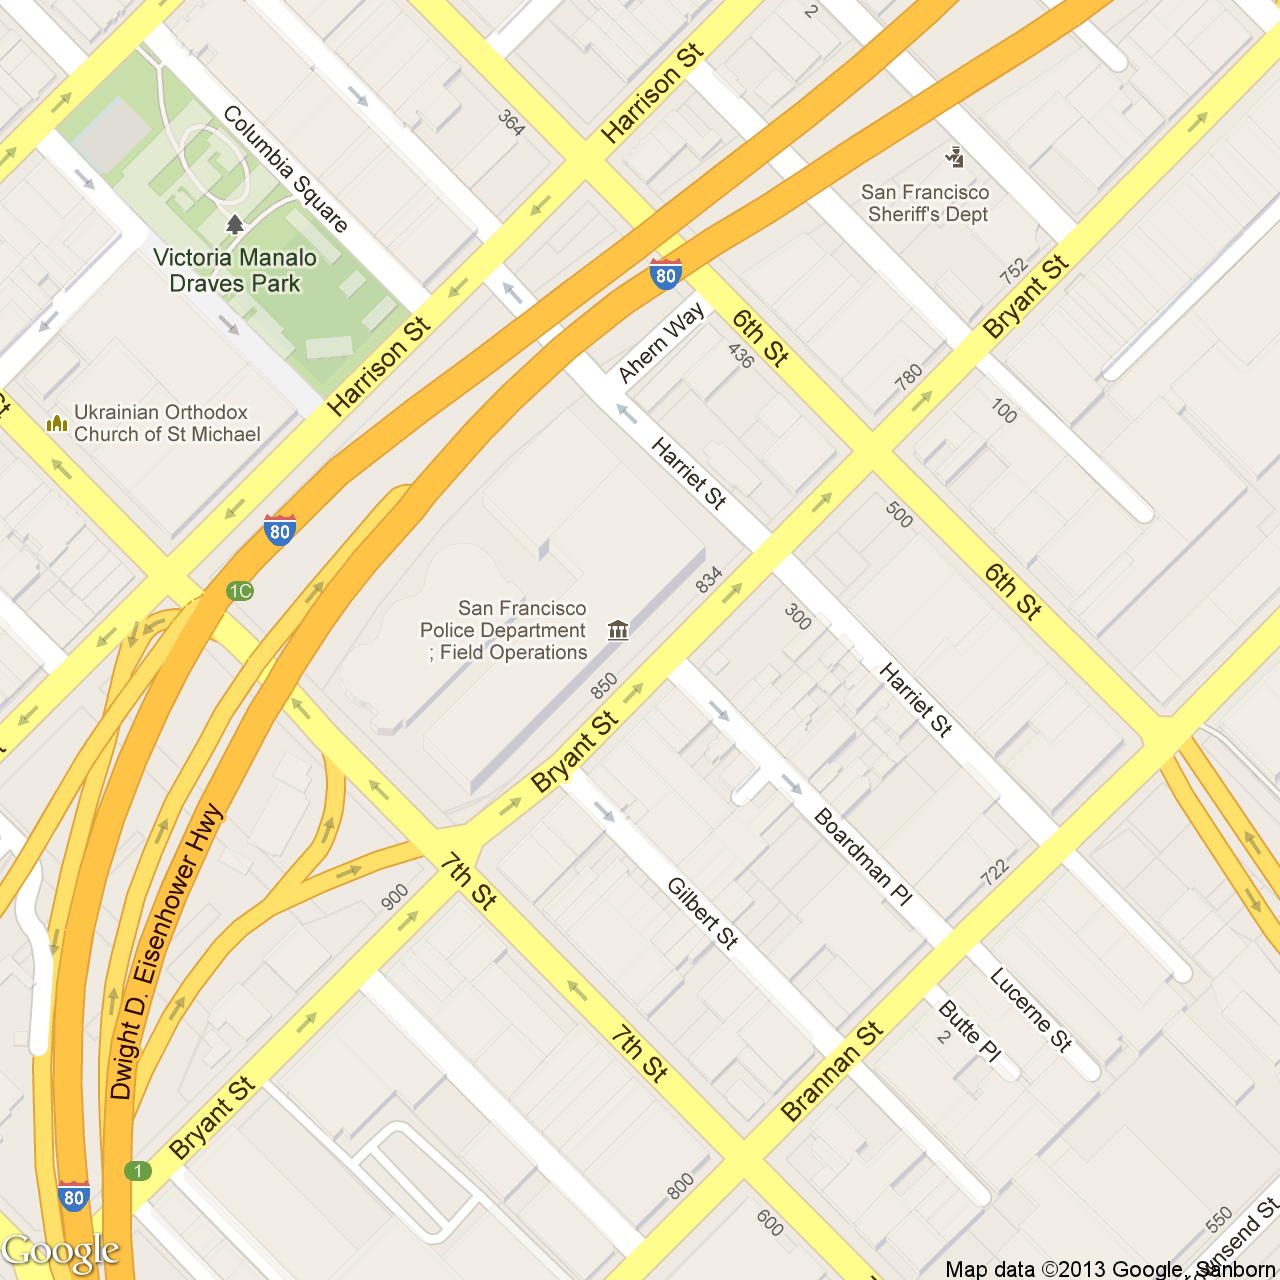 2
Harrison St
364
Columbia Square
San Francisco
Sheriff's Dept
Victoria Manalo
Draves Park
80
752
Bryant St
Ahern Way
6th St
436
Harrison St
780
100
St
Ukrainian Orthodox
Church of St Michael
Harriet St
500
80
1C
834
6th St
San Francisco
Police Department
; Field Operations
300
850
Harriet St
Bryant St
Dwight D. Eisenhower Hwy
Boardman Pl
722
7th St
900
Gilbert St
Lucerne St
Butte Pl
2
7th St
Brannan St
Bryant St
1
80
800
600
550
Google
Map data ©2013 Google, Sanborn